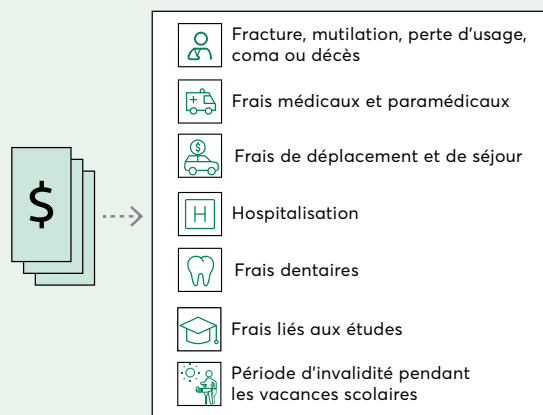 Fracture, mutilation, perte d'usage,
coma ou décès
Frais médicaux et paramédicaux
$
Frais de déplacement et de séjour
$
H
Hospitalisation
Frais dentaires
Frais liés aux études
Période d'invalidité pendant
les vacances scolaires